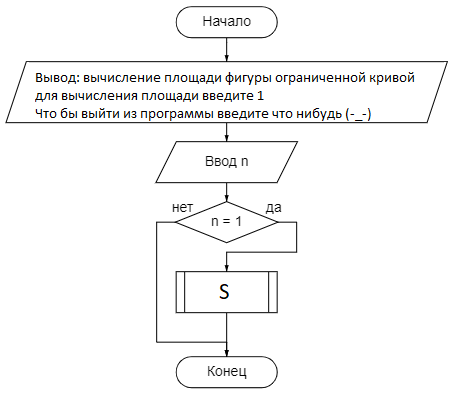 Начало
Вывод: вычисление площади фигуры ограниченной кривой
для вычисления площади введите 1
Что бы выйти из программы введите что нибудь (-_-)
Ввод n
нет
да
n = 1
S
Конец